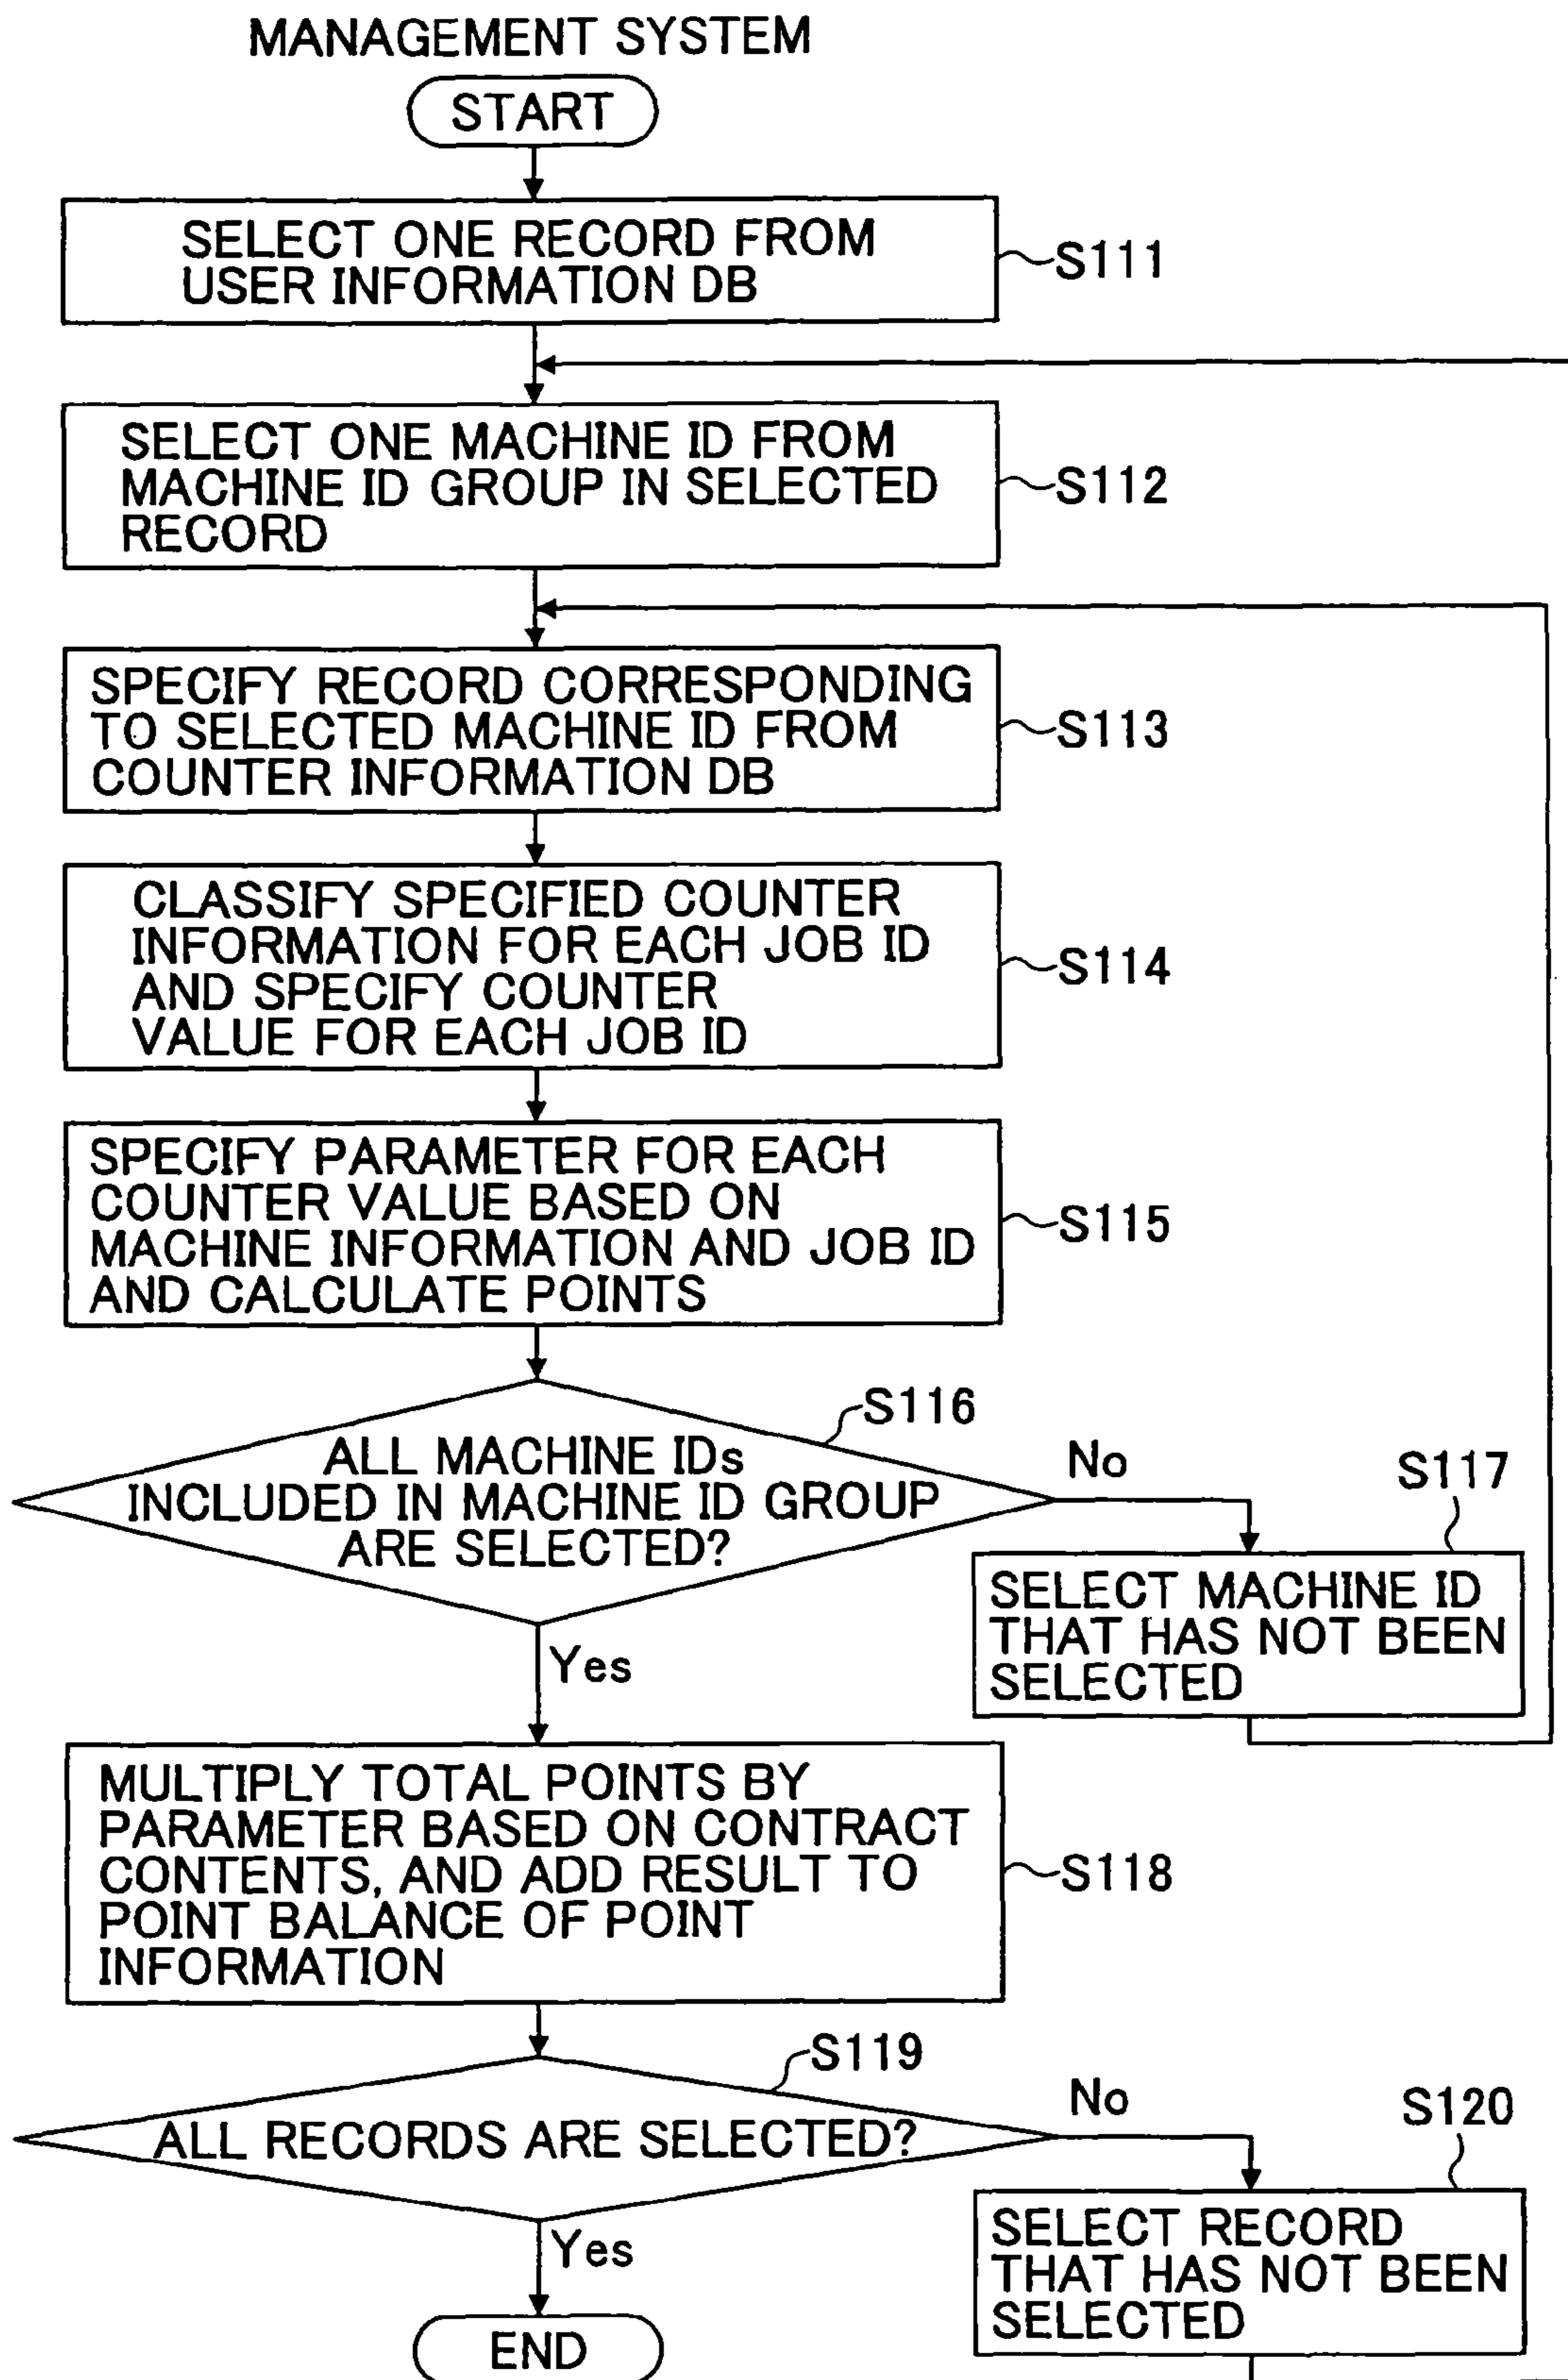 MANAGEMENT SYSTEM
START
SELECT ONE RECORD FROM
USER INFORMATION DB
S111
SELECT ONE MACHINE ID FROM
MACHINE ID GROUP IN SELECTED
RECORD
S112
SPECIFY RECORD CORRESPONDING
TO SELECTED MACHINE ID FROM
COUNTER INFORMATION DB
S113
CLASSIFY SPECIFIED COUNTER
INFORMATION FOR EACH JOB ID
AND SPECIFY COUNTER
VALUE FOR EACH JOB ID
S114
SPECIFY PARAMETER FOR EACH
COUNTER VALUE BASED ON
MACHINE INFORMATION AND JOB ID
AND CALCULATE POINTS
S115
S116
ALL MACHINE IDs
INCLUDED IN MACHINE ID GROUP
ARE SELECTED?
No
S117
SELECT MACHINE ID
THAT HAS NOT BEEN
SELECTED
Yes
MULTIPLY TOTAL POINTS BY
PARAMETER BASED ON CONTRACT
CONTENTS, AND ADD RESULT TO
POINT BALANCE OF POINT
INFORMATION
S118
S119
ALL RECORDS ARE SELECTED?
No
S120
SELECT RECORD
THAT HAS NOT BEEN
SELECTED
Yes
END